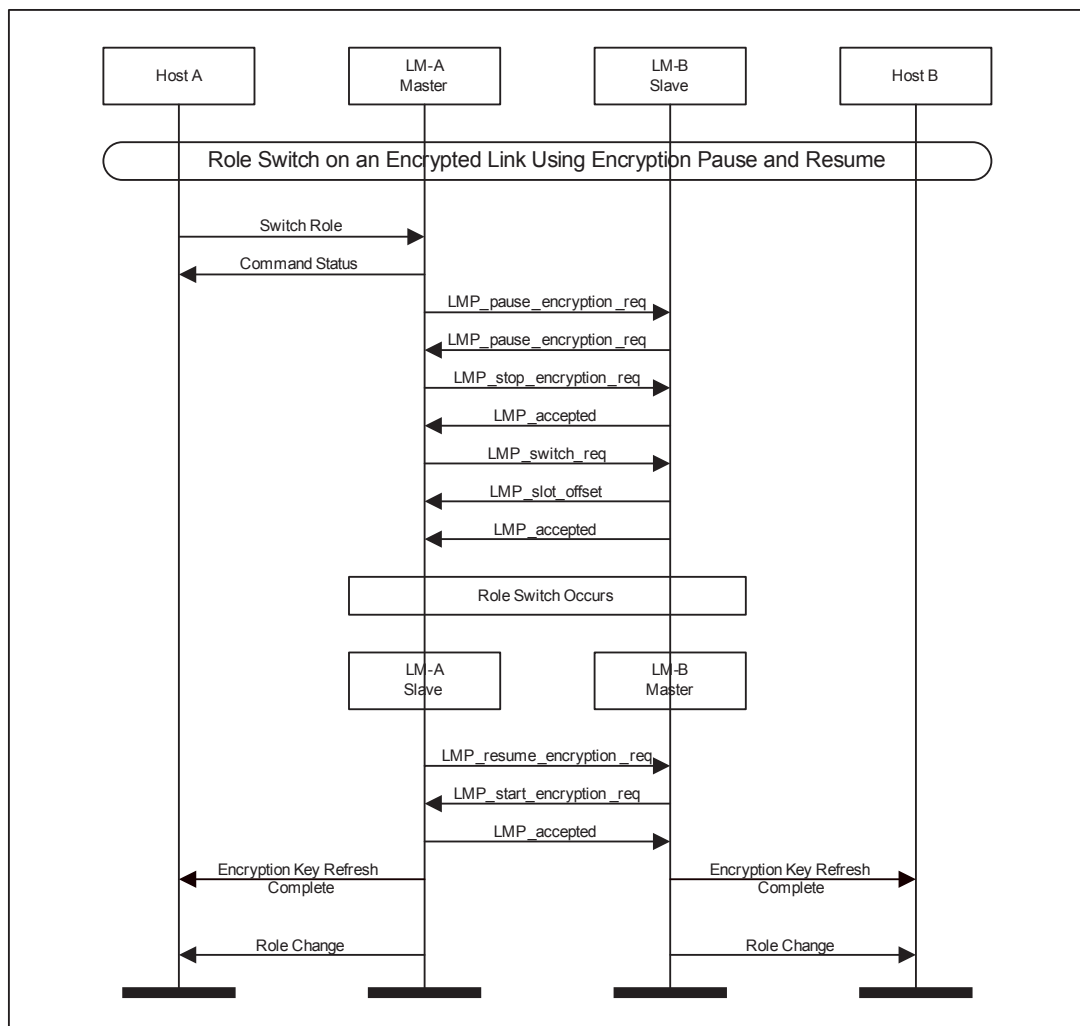 Host A
LM-A
Master
LM-B
Slave
Host B
Role Switch on an Encrypted Link Using Encryption Pause and Resume
Switch Role
Command Status
LMP_pause_encryption_req
LMP_pause_encryption_req
LMP_stop_encryption_req
LMP_accepted
LMP_switch_req
LMP_slot_offset
LMP_accepted
Role Switch Occurs
LM-A
Slave
LM-B
Master
LMP_resume_encryption_req
LMP_start_encryption_req
LMP_accepted
Encryption Key Refresh
Complete
Encryption Key Refresh
Complete
Role Change
Role Change